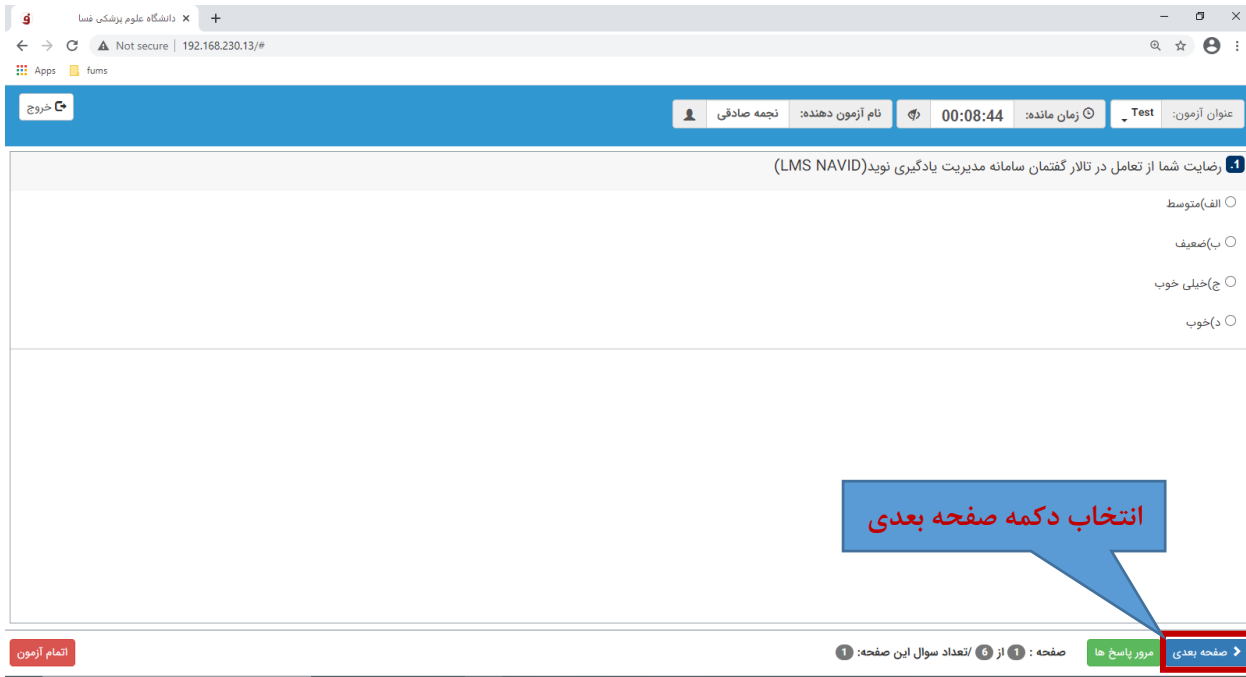 دانشگاه علوم پزشکی فسا
Not secure | 192.168.230.13/#
Apps fums
عنوان آزمون: Test زمان مانده: 00:08:44 نام آزمون دهنده: نجمه صادقی خروج
1. رضایت شما از تعامل در تالار گفتمان سامانه مدیریت یادگیری نوید(LMS NAVID)
الف)متوسط
ب)ضعیف
ج)خیلی خوب
د)خوب
انتخاب دکمه صفحه بعدی
صفحه بعدی مرور پاسخ ها صفحه : 1 از 6 /تعداد سوال این صفحه: 1 اتمام آزمون